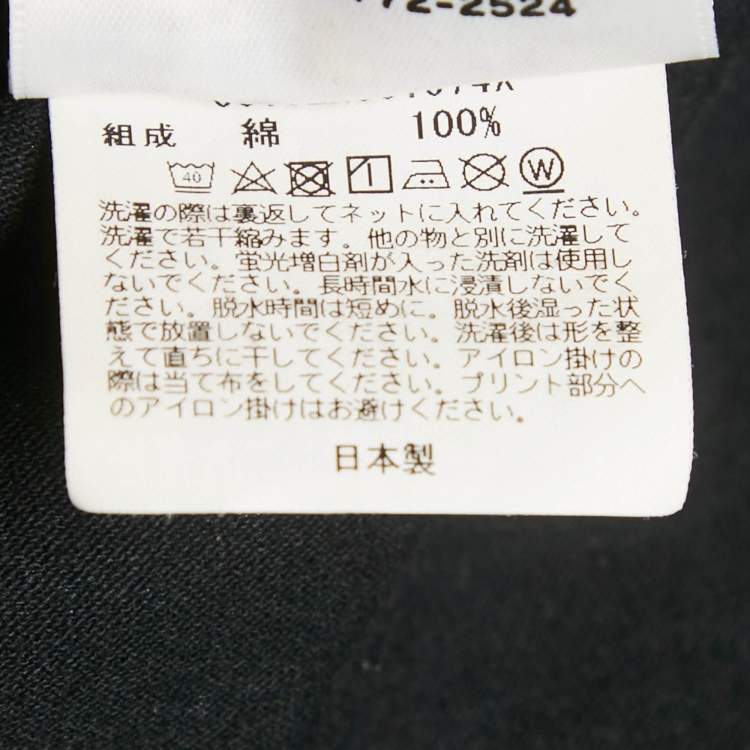 772-2524
組成 綿 100%
40 W
洗濯の際は裏返してネットに入れてください。
洗濯で若干縮みます。他の物と別に洗濯して
ください。蛍光増白剤が入った洗剤は使用し
ないでください。長時間水に浸漬しないでく
ださい。脱水時間は短めに。脱水後湿った状
態で放置しないでください。洗濯後は形を整
えて直ちに干してください。アイロン掛けの
際は当て布をしてください。プリント部分へ
のアイロン掛けはお避けください。
日本製